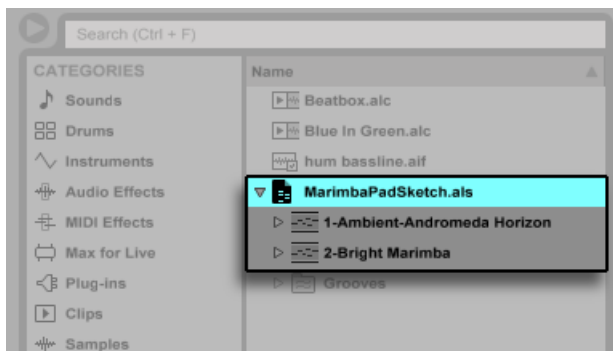 Search (Ctrl + F)
CATEGORIES
Sounds
Drums
Instruments
Audio Effects
MIDI Effects
Max for Live
Plug-ins
Clips
Samples
Name
Beatbox.alc
Blue In Green.alc
hum bassline.aif
MarimbaPadSketch.als
1-Ambient-Andromeda Horizon
2-Bright Marimba
Grooves